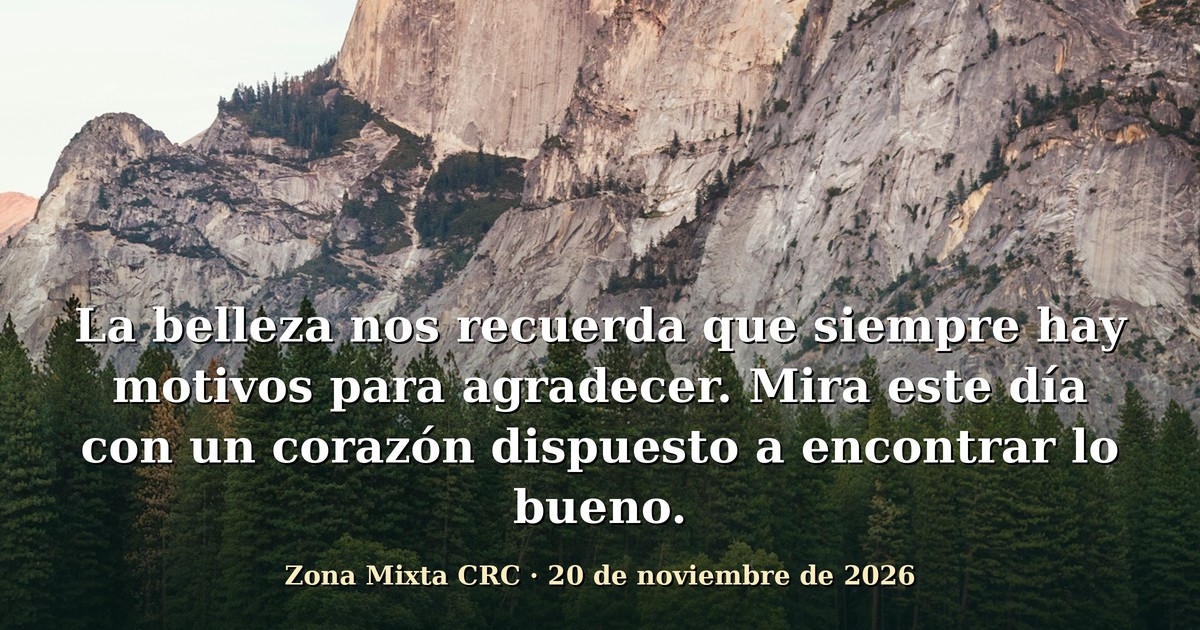 La belleza nos recuerda que siempre hay
motivos para agradecer. Mira este día
con un corazón dispuesto a encontrar lo
bueno.
Zona Mixta CRC · 20 de noviembre de 2026